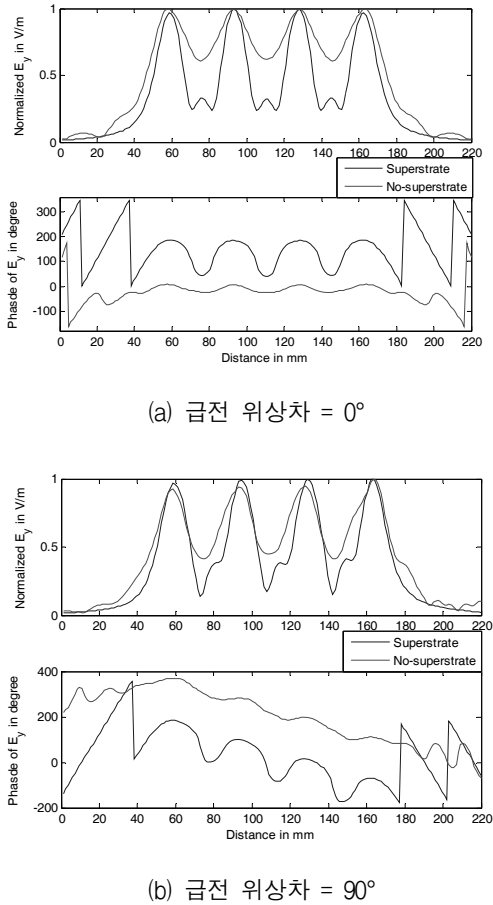 Normalized E_y in V/m
1
0.5
0
0 20 40 60 80 100 120 140 160 180 200 220
Superstrate
No-superstrate
Phasde of E_y in degree
300
200
100
0
-100
0 20 40 60 80 100 120 140 160 180 200 220
Distance in mm
(a) 급전 위상차 = 0°
Normalized E_y in V/m
1
0.5
0
0 20 40 60 80 100 120 140 160 180 200 220
Superstrate
No-superstrate
Phasde of E_y in degree
400
200
0
-200
0 20 40 60 80 100 120 140 160 180 200 220
Distance in mm
(b) 급전 위상차 = 90°